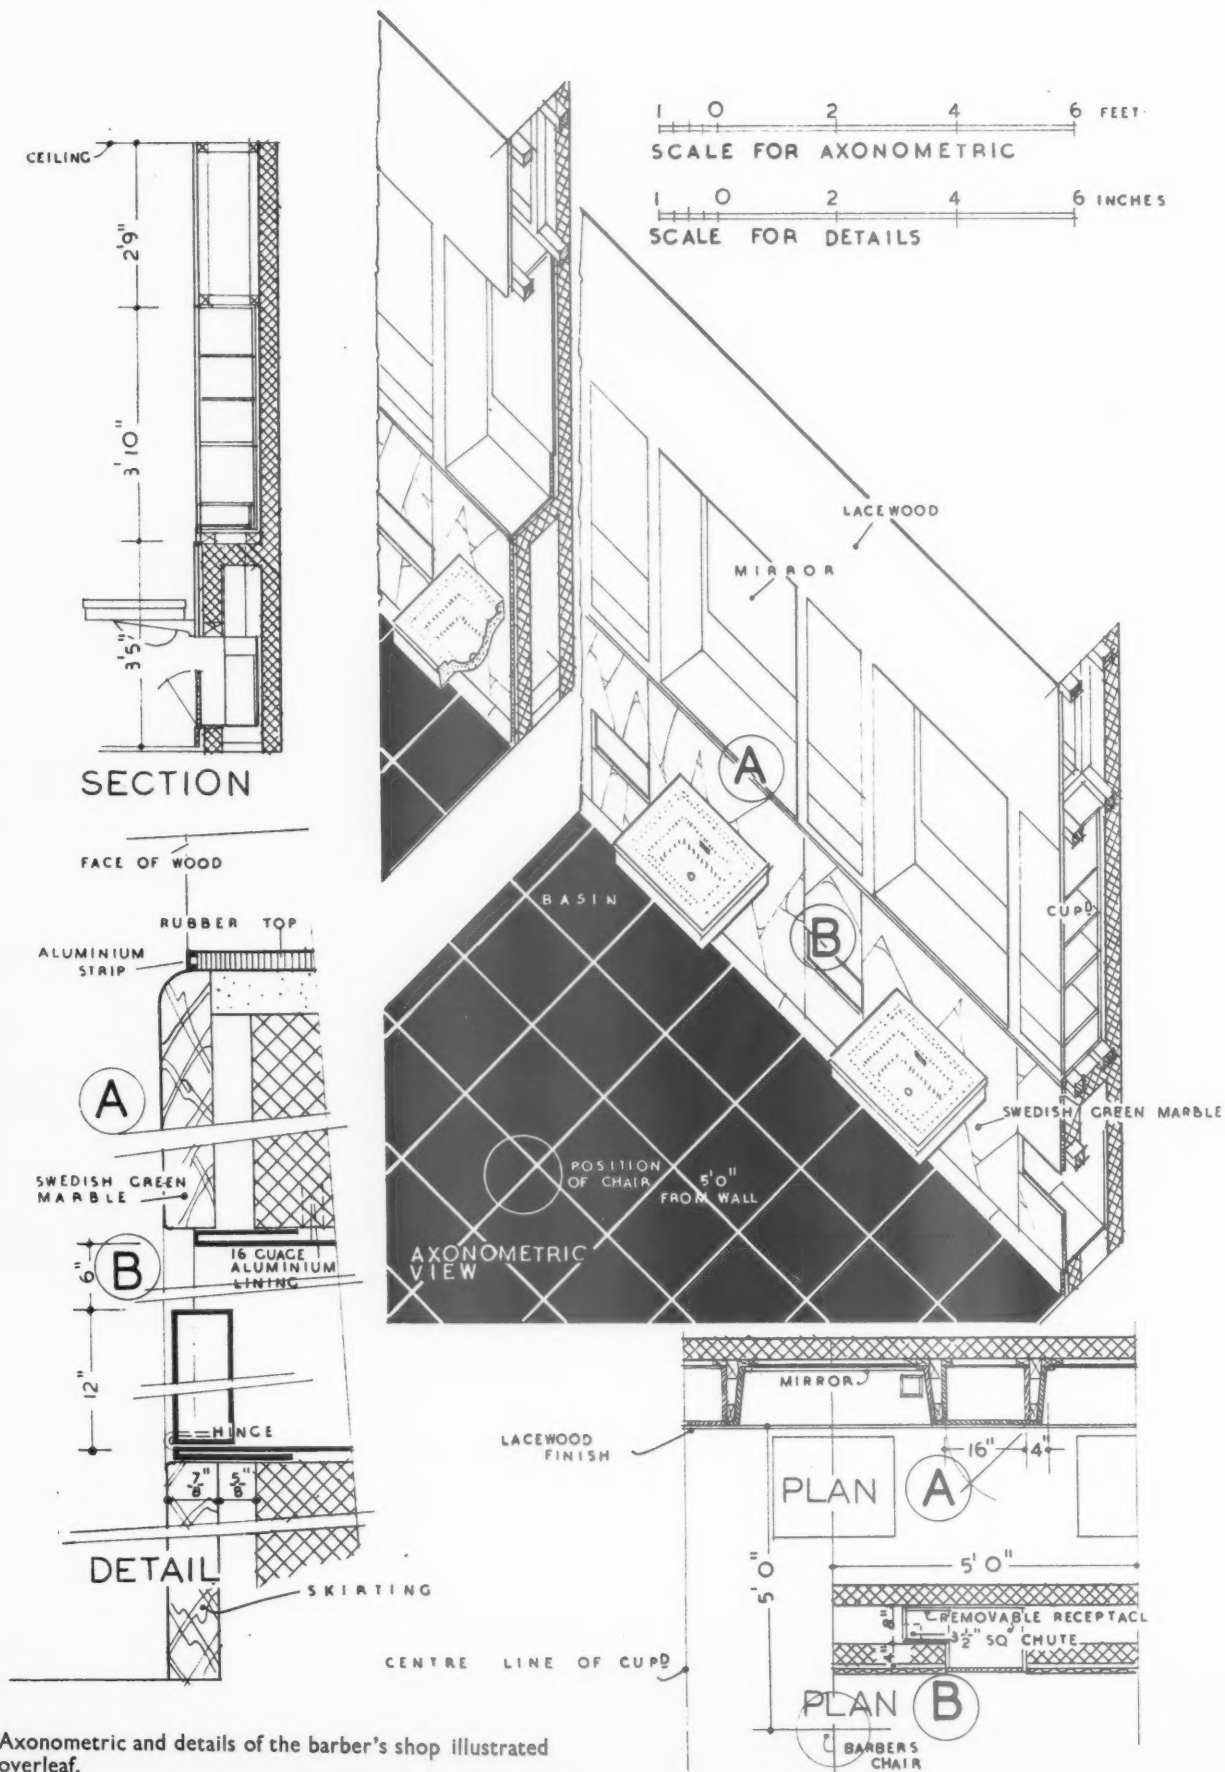 CEILING
2'9"
3'10"
3'5"
SECTION
1 0 2 4 6 FEET
SCALE FOR AXONOMETRIC
1 0 2 4 6 INCHES
SCALE FOR DETAILS
LACEWOOD
MIRROR
A
B
BASIN
CUPD
SWEDISH GREEN MARBLE
POSITION
OF CHAIR
5'0"
FROM WALL
AXONOMETRIC
VIEW
FACE OF WOOD
RUBBER TOP
ALUMINIUM
STRIP
A
SWEDISH GREEN
MARBLE
B
6"
16 GUAGE
ALUMINIUM
LINING
12"
HINGE
7/8" 5/8"
DETAIL
SKIRTING
MIRROR
LACEWOOD
FINISH
16" 4"
PLAN A
5'0"
5'0"
8"
REMOVABLE RECEPTACL
3 1/2" SQ CHUTE
4"
CENTRE LINE OF CUPD
PLAN B
BARBERS
CHAIR
Axonometric and details of the barber's shop illustrated
overleaf.